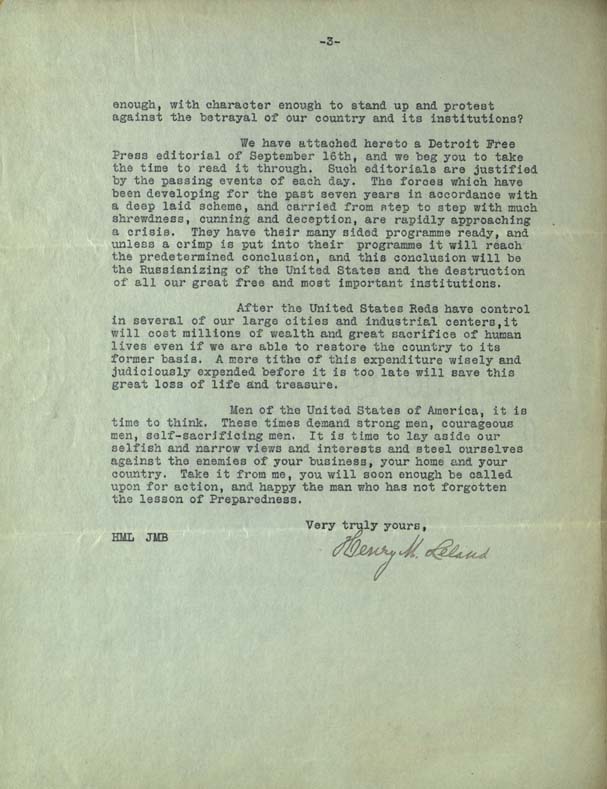 -3-
enough, with character enough to stand up and protest
against the betrayal of our country and its institutions?
We have attached hereto a Detroit Free
Press editorial of September 16th, and we beg you to take
the time to read it through. Such editorials are justified
by the passing events of each day. The forces which have
been developing for the past seven years in accordance with
a deep laid scheme, and carried from step to step with much
shrewdness, cunning and deception, are rapidly approaching
a crisis. They have their many sided programme ready, and
unless a crimp is put into their programme it will reach
the predetermined conclusion, and this conclusion will be
the Russianizing of the United States and the destruction
of all our great free and most important institutions.
After the United States Reds have control
in several of our large cities and industrial centers,it
will cost millions of wealth and great sacrifice of human
lives even if we are able to restore the country to its
former basis. A mere tithe of this expenditure wisely and
judiciously expended before it is too late will save this
great loss of life and treasure.
Men of the United States of America, it is
time to think. These times demand strong men, courageous
men, self-sacrificing men. It is time to lay aside our
selfish and narrow views and interests and steel ourselves
against the enemies of your business, your home and your
country. Take it from me, you will soon enough be called
upon for action, and happy the man who has not forgotten
the lesson of Preparedness.
Very truly yours,
HML JMB
Henry M. Leland